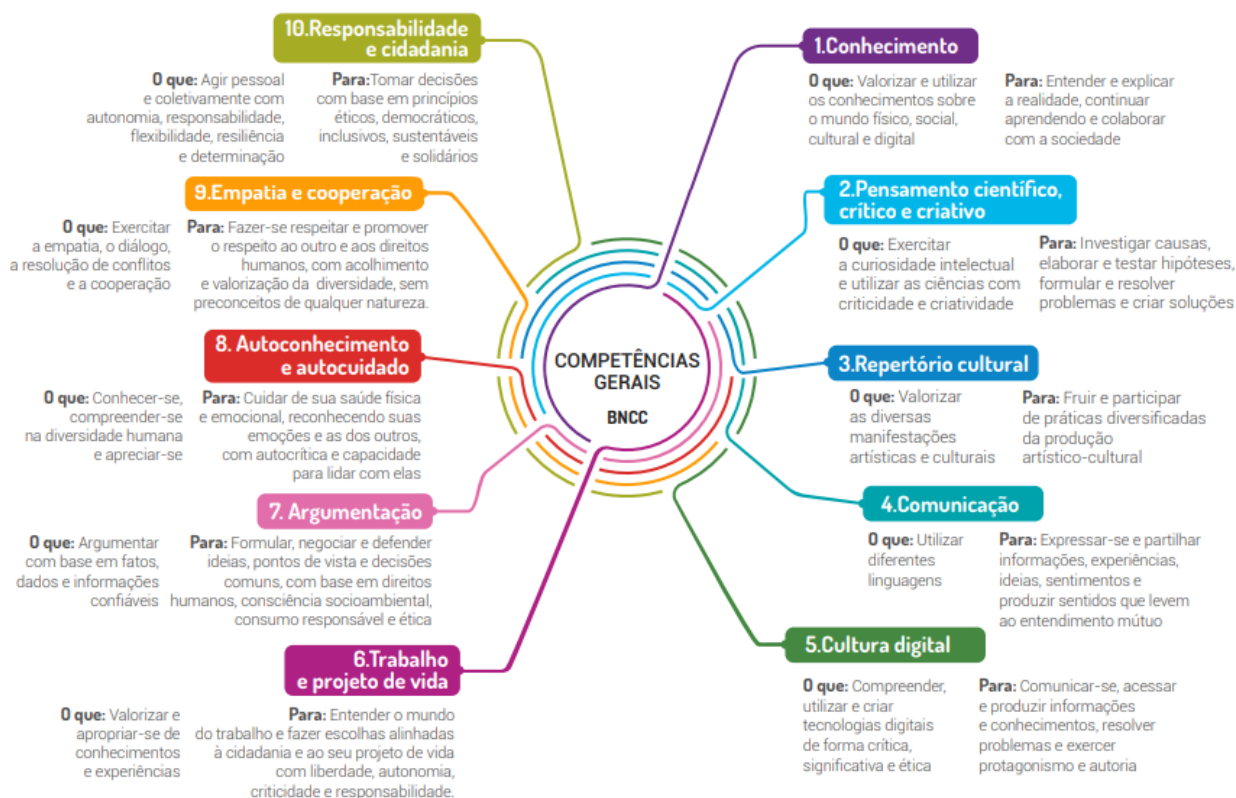 COMPETÊNCIAS
GERAIS
BNCC
1.Conhecimento
O que: Valorizar e utilizar
os conhecimentos sobre
o mundo físico, social,
cultural e digital
Para: Entender e explicar
a realidade, continuar
aprendendo e colaborar
com a sociedade
2.Pensamento científico,
crítico e criativo
O que: Exercitar
a curiosidade intelectual
e utilizar as ciências com
criticidade e criatividade
Para: Investigar causas,
elaborar e testar hipóteses,
formular e resolver
problemas e criar soluções
3.Repertório cultural
O que: Valorizar
as diversas
manifestações
artísticas e culturais
Para: Fruir e participar
de práticas diversificadas
da produção
artístico-cultural
4.Comunicação
O que: Utilizar
diferentes
linguagens
Para: Expressar-se e partilhar
informações, experiências,
ideias, sentimentos e
produzir sentidos que levem
ao entendimento mútuo
5.Cultura digital
O que: Compreender,
utilizar e criar
tecnologias digitais
de forma crítica,
significativa e ética
Para: Comunicar-se, acessar
e produzir informações
e conhecimentos, resolver
problemas e exercer
protagonismo e autoria
6.Trabalho
e projeto de vida
O que: Valorizar e
apropriar-se de
conhecimentos
e experiências
Para: Entender o mundo
do trabalho e fazer escolhas alinhadas
à cidadania e ao seu projeto de vida
com liberdade, autonomia,
criticidade e responsabilidade.
7. Argumentação
O que: Argumentar
com base em fatos,
dados e informações
confiáveis
Para: Formular, negociar e defender
ideias, pontos de vista e decisões
comuns, com base em direitos
humanos, consciência socioambiental,
consumo responsável e ética
8. Autoconhecimento
e autocuidado
O que: Conhecer-se,
compreender-se
na diversidade humana
e apreciar-se
Para: Cuidar de sua saúde física
e emocional, reconhecendo suas
emoções e as dos outros,
com autocrítica e capacidade
para lidar com elas
9.Empatia e cooperação
O que: Exercitar
a empatia, o diálogo,
a resolução de conflitos
e a cooperação
Para: Fazer-se respeitar e promover
o respeito ao outro e aos direitos
humanos, com acolhimento
e valorização da diversidade, sem
preconceitos de qualquer natureza.
10.Responsabilidade
e cidadania
O que: Agir pessoal
e coletivamente com
autonomia, responsabilidade,
flexibilidade, resiliência
e determinação
Para:Tomar decisões
com base em princípios
éticos, democráticos,
inclusivos, sustentáveis
e solidários